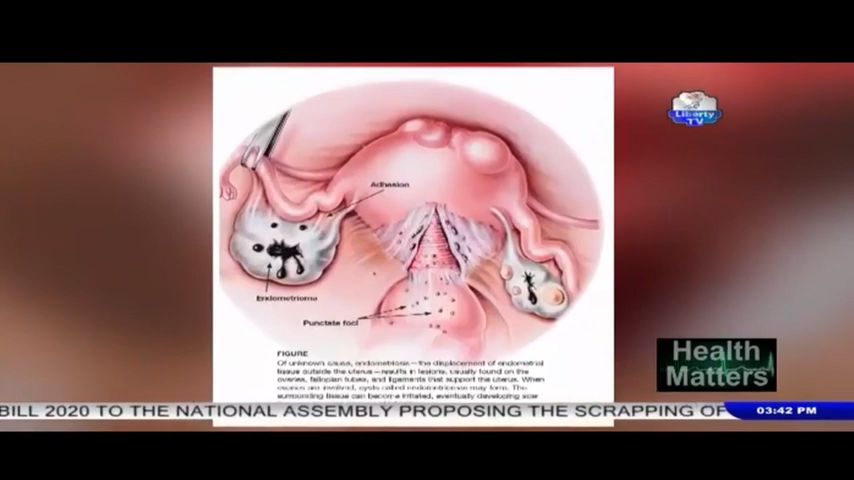 Liberty
TV
Adhesion
Endometrioma
Punctate foci
FIGURE
Of unknown cause, endometriosis—the displacement of endometrial
tissue outside the uterus—results in lesions, usually found on the
ovaries, fallopian tubes, and ligaments that support the uterus. When
ovaries are involved, cysts called endometriomas may form. The
surrounding tissue can become irritated, eventually developing scar
Health
Matters
BILL 2020 TO THE NATIONAL ASSEMBLY PROPOSING THE SCRAPPING OF
03:42 PM